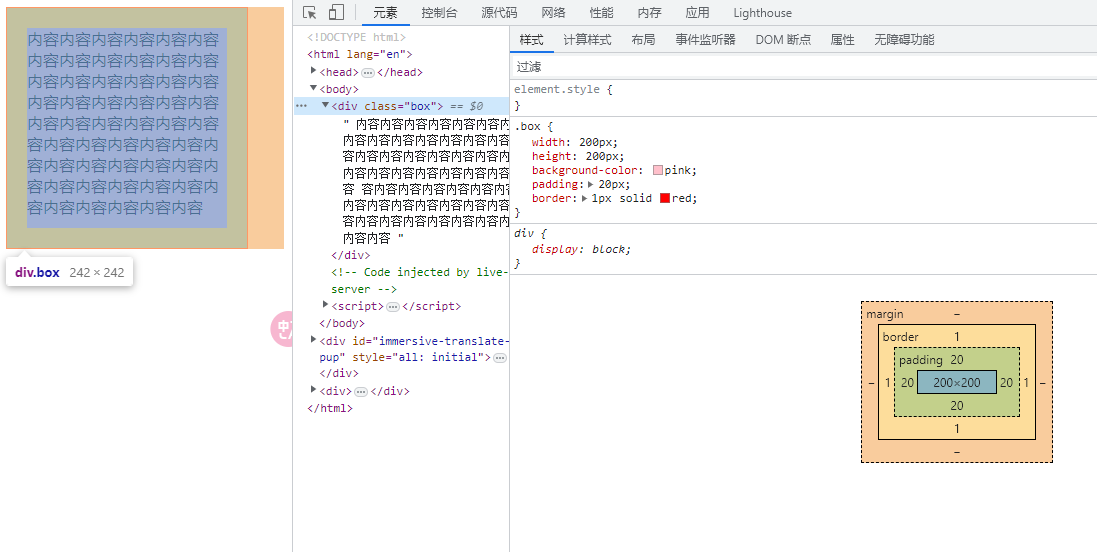 内容内容内容内容内容内容
内容内容内容内容内容内容
内容内容内容内容内容内容
内容内容内容内容内容内容
内容内容内容内容内容内容
容内容内容内容内容内容内
容内容内容内容内容内容内
容内容内容内容内容内容内
容内容内容内容内容内容
div.box 242 × 242
元素 控制台 源代码 网络 性能 内存 应用 Lighthouse
<!DOCTYPE html>
<html lang="en">
<head> … </head>
<body>
<div class="box"> == $0
" 内容内容内容内容内容内容内
内容内容内容内容内容内容内容
容内容内容内容内容内容内容内
内容内容内容内容内容内容内容
容 容内容内容内容内容内容内
内容内容内容内容内容内容内容
容内容内容内容内容内容内容内
内容内容 "
</div>
<!-- Code injected by live-
server -->
<script> … </script>
</body>
<div id="immersive-translate-
pup" style="all: initial"> …
</div>
<div> … </div>
</html>
样式 计算样式 布局 事件监听器 DOM 断点 属性 无障碍功能
过滤
element.style {
}
.box {
width: 200px;
height: 200px;
background-color: pink;
padding: 20px;
border: 1px solid red;
}
div {
display: block;
}
margin –
border 1
padding 20
– 1 20 200×200 20 1 –
20
1
–